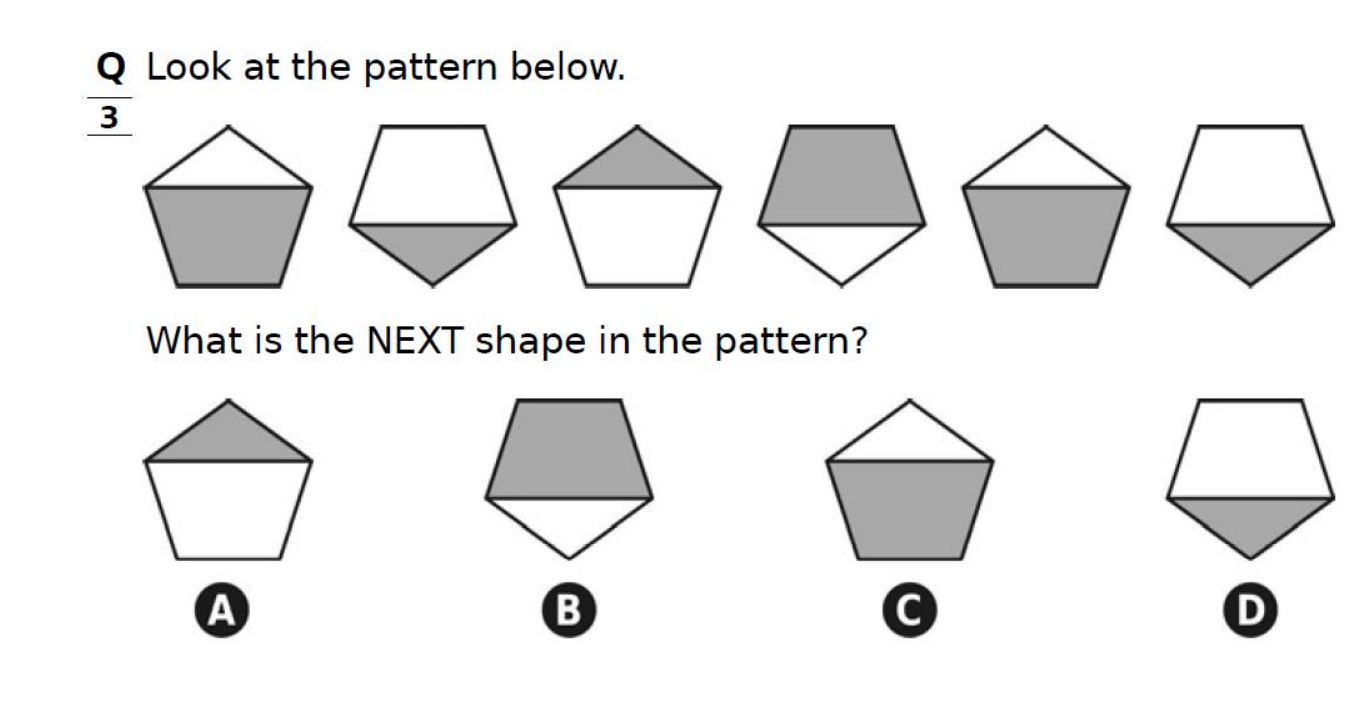 Q Look at the pattern below.
3
What is the NEXT shape in the pattern?
A B C D